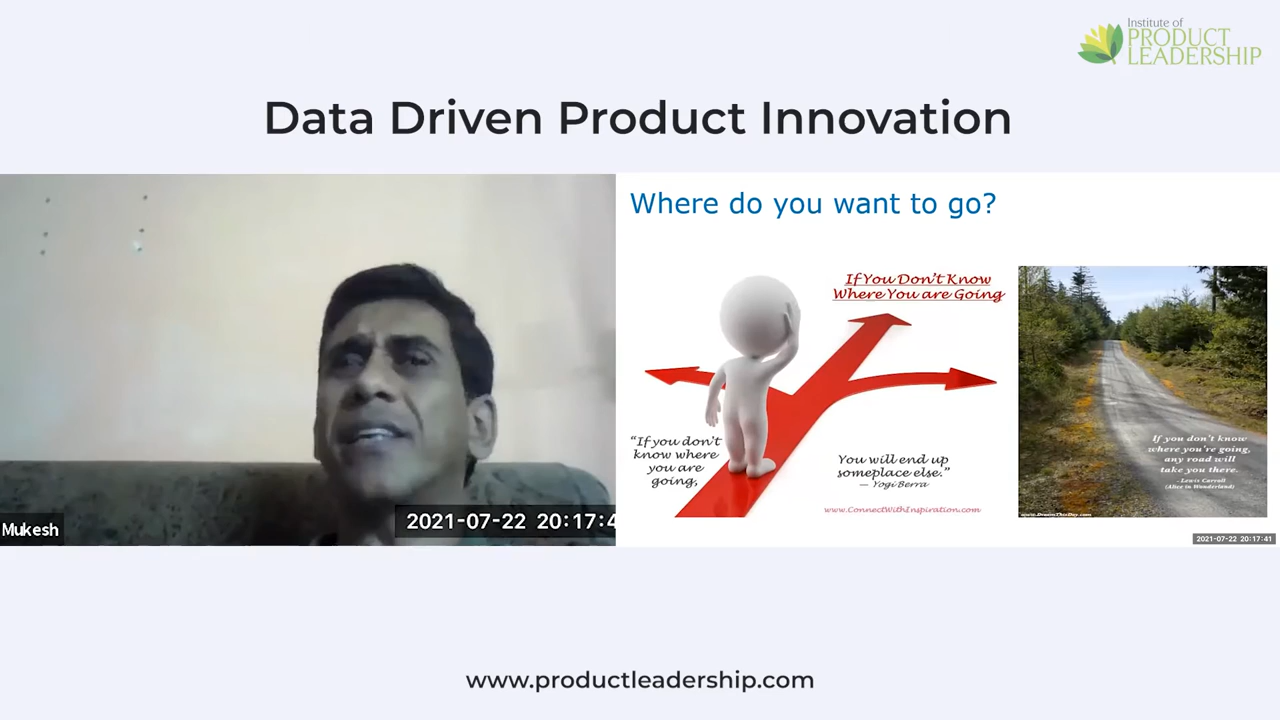 Institute of
PRODUCT
LEADERSHIP
Data Driven Product Innovation
Mukesh
2021-07-22 20:17:4
Where do you want to go?
If You Don't Know
Where You are Going
“If you don't
know where
you are
going,
You will end up
someplace else.”
— Yogi Berra
www.ConnectWithInspiration.com
If you don't know
where you're going,
any road will
take you there.
- Lewis Carroll
(Alice in Wonderland)
www.DreamThisDay.com
2021-07-22 20:17:41
www.productleadership.com